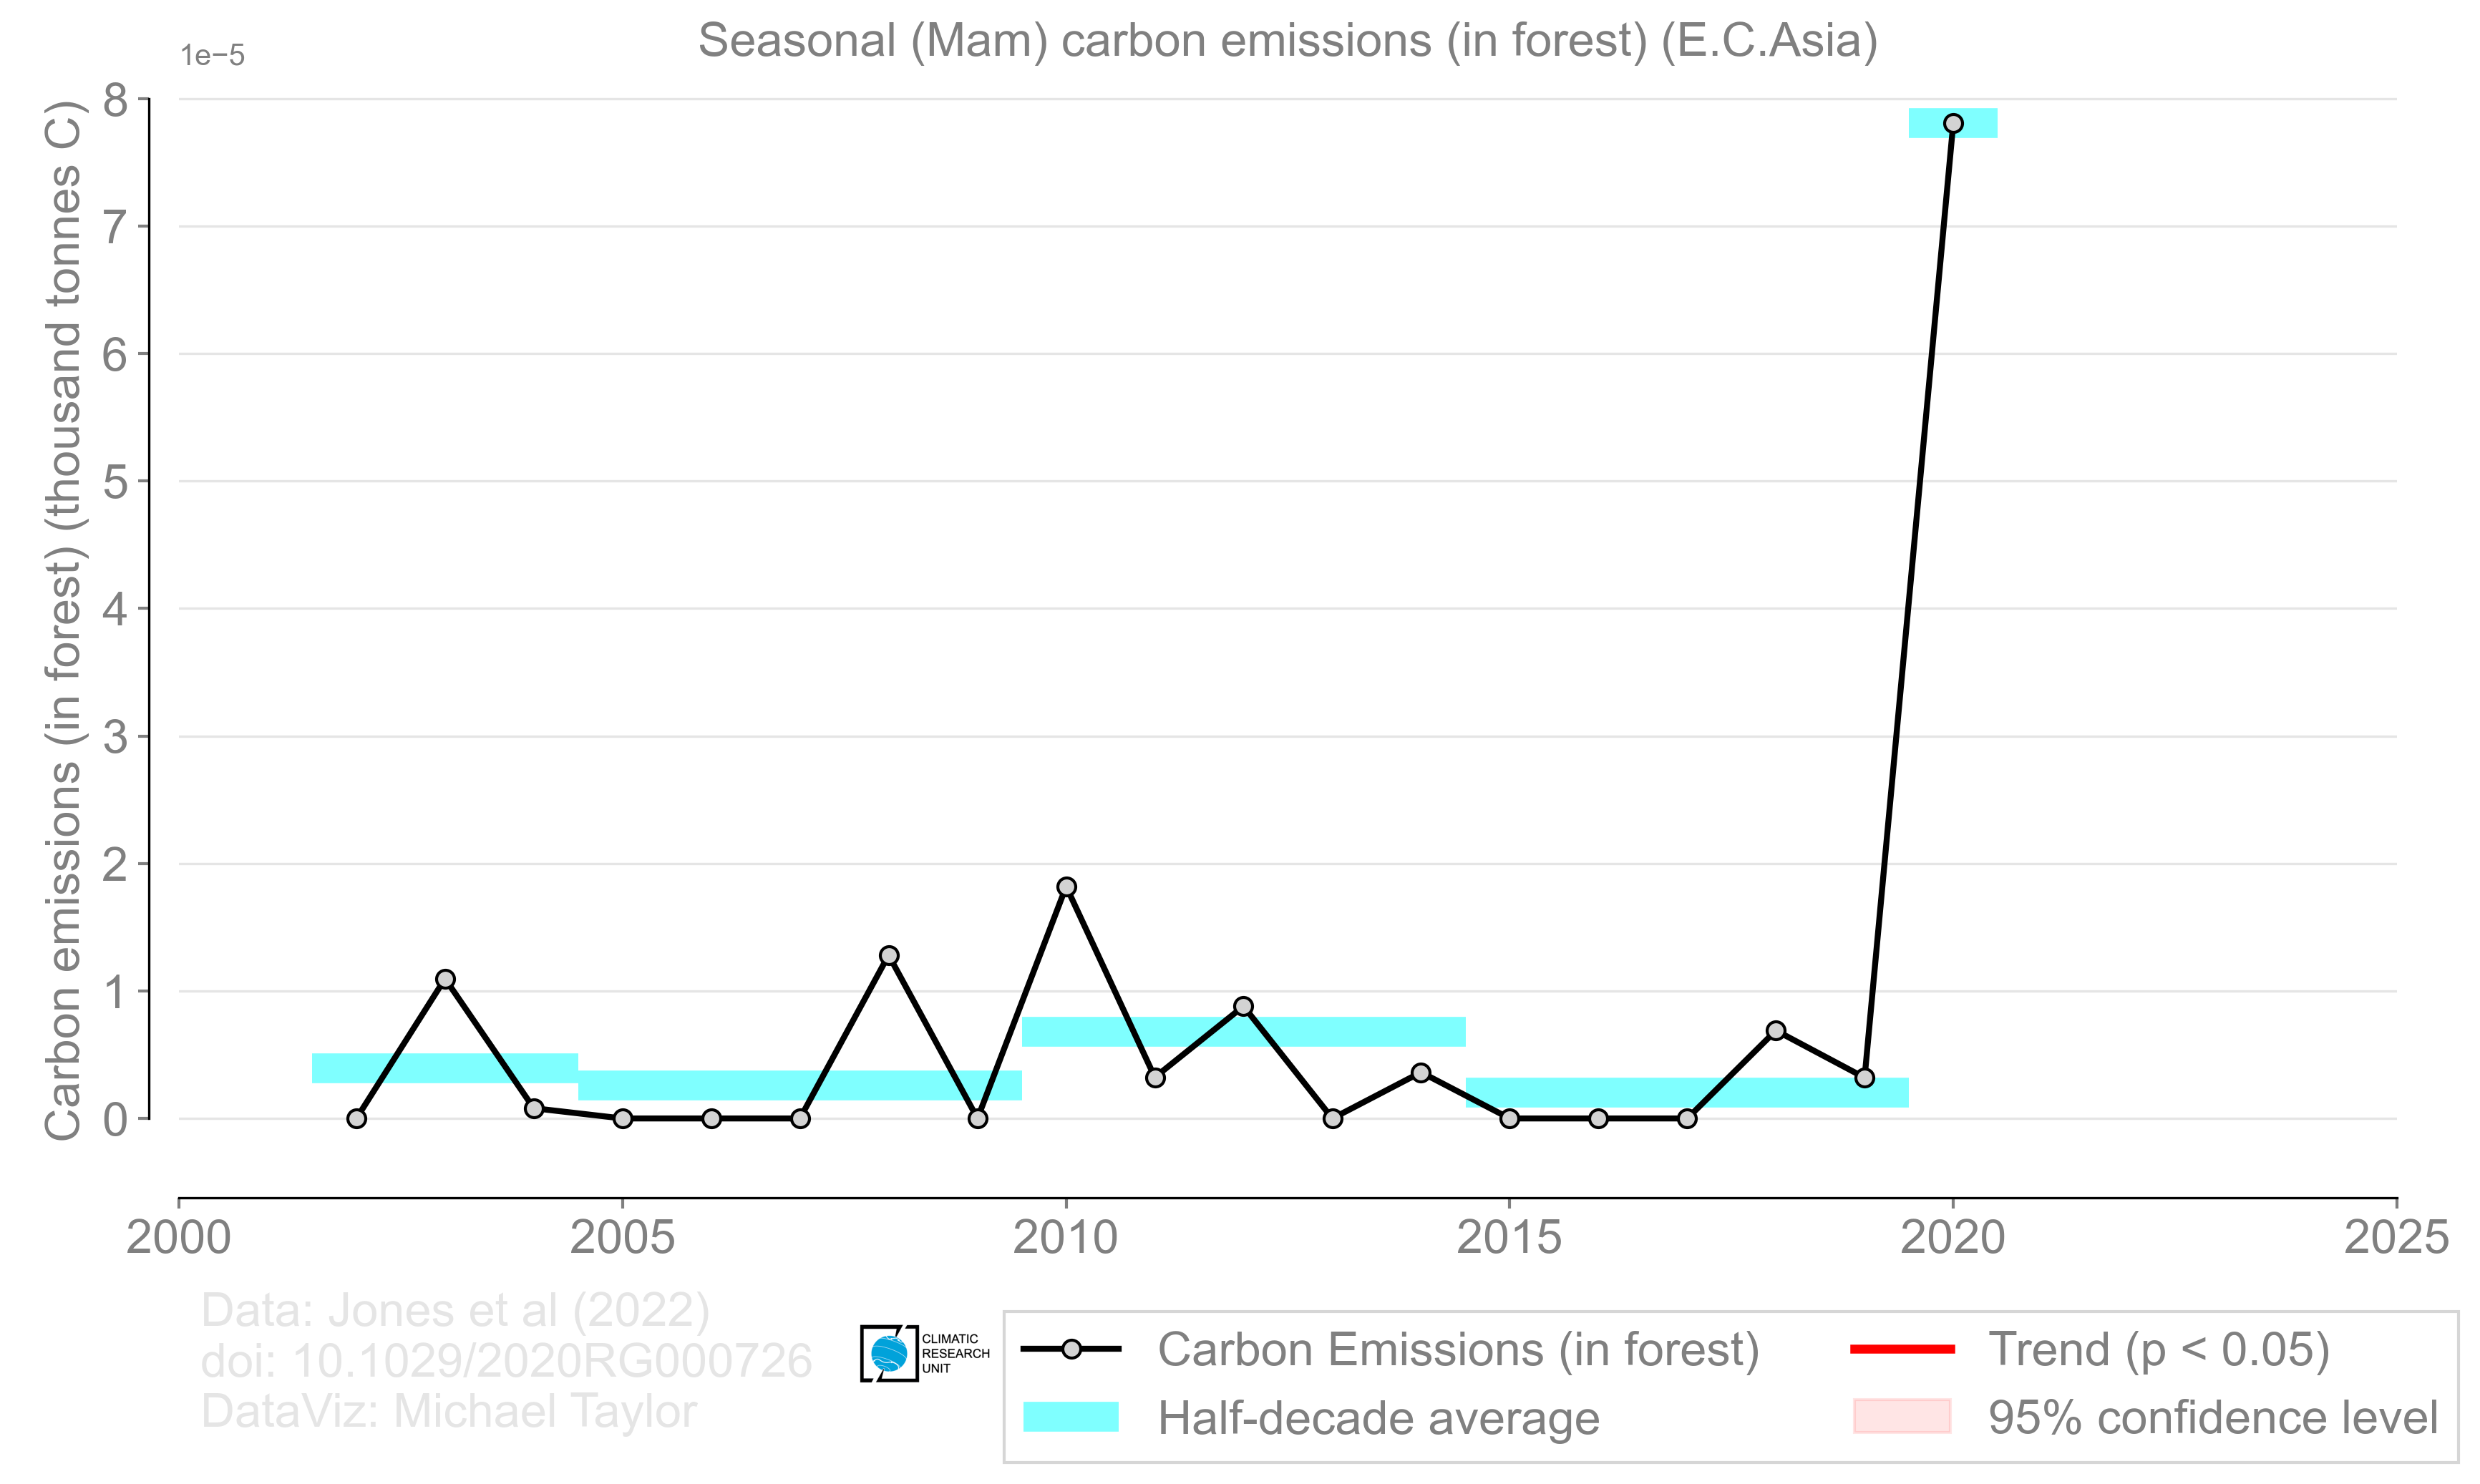 Seasonal (Mam) carbon emissions (in forest) (E.C.Asia)
1e−5
Carbon emissions (in forest) (thousand tonnes C)
8
7
6
5
4
3
2
1
0
2000
2005
2010
2015
2020
2025
Data: Jones et al (2022)
doi: 10.1029/2020RG000726
DataViz: Michael Taylor
CLIMATIC
RESEARCH
UNIT
Carbon Emissions (in forest)
Half-decade average
Trend (p < 0.05)
95% confidence level